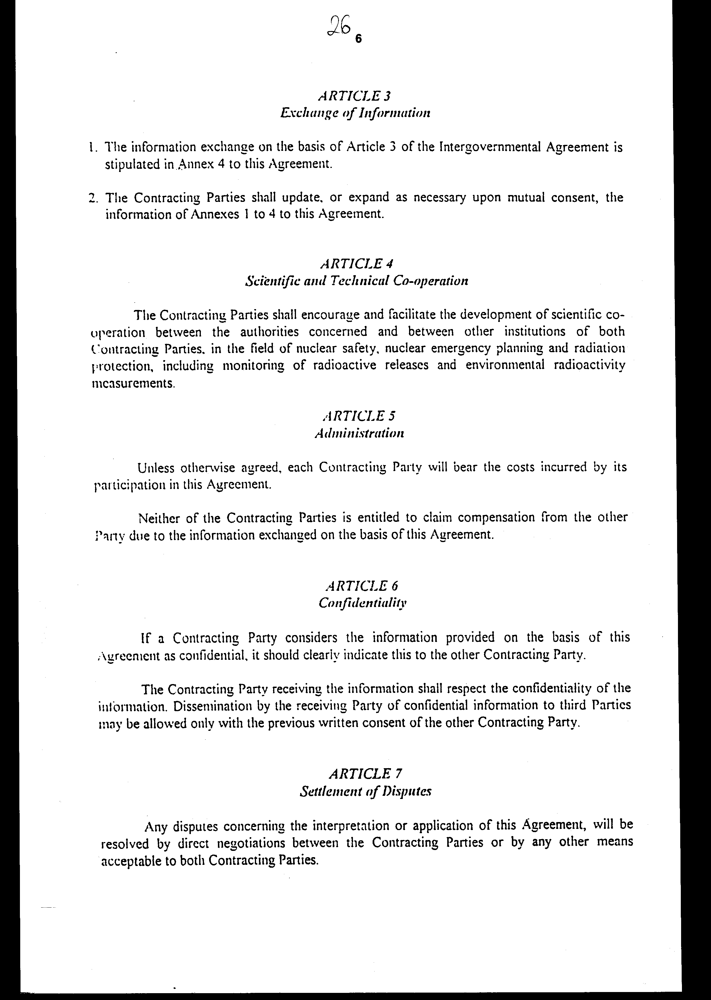 26
6
ARTICLE 3
Exchange of Information
1. The information exchange on the basis of Article 3 of the Intergovernmental Agreement is
stipulated in Annex 4 to this Agreement.
2. The Contracting Parties shall update, or expand as necessary upon mutual consent, the
information of Annexes 1 to 4 to this Agreement.
ARTICLE 4
Scientific and Technical Co-operation
The Contracting Parties shall encourage and facilitate the development of scientific co-
operation between the authorities concerned and between other institutions of both
Contracting Parties, in the field of nuclear safety, nuclear emergency planning and radiation
protection, including monitoring of radioactive releases and environmental radioactivity
measurements.
ARTICLE 5
Administration
Unless otherwise agreed, each Contracting Party will bear the costs incurred by its
participation in this Agreement.
Neither of the Contracting Parties is entitled to claim compensation from the other
Party due to the information exchanged on the basis of this Agreement.
ARTICLE 6
Confidentiality
If a Contracting Party considers the information provided on the basis of this
Agreement as confidential, it should clearly indicate this to the other Contracting Party.
The Contracting Party receiving the information shall respect the confidentiality of the
information. Dissemination by the receiving Party of confidential information to third Parties
may be allowed only with the previous written consent of the other Contracting Party.
ARTICLE 7
Settlement of Disputes
Any disputes concerning the interpretation or application of this Agreement, will be
resolved by direct negotiations between the Contracting Parties or by any other means
acceptable to both Contracting Parties.